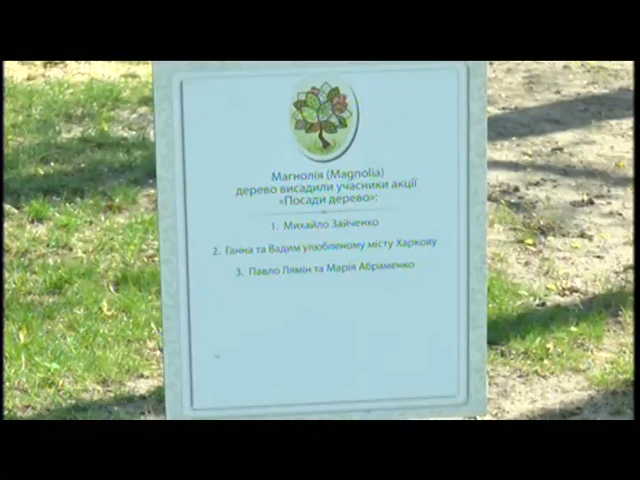 Магнолія (Magnolia)
дерево висадили учасники акції
«Посади дерево»:
1. Михайло Зайченко
2. Ганна та Вадим улюбленому місту Харкову
3. Павло Лямін та Марія Абраменко